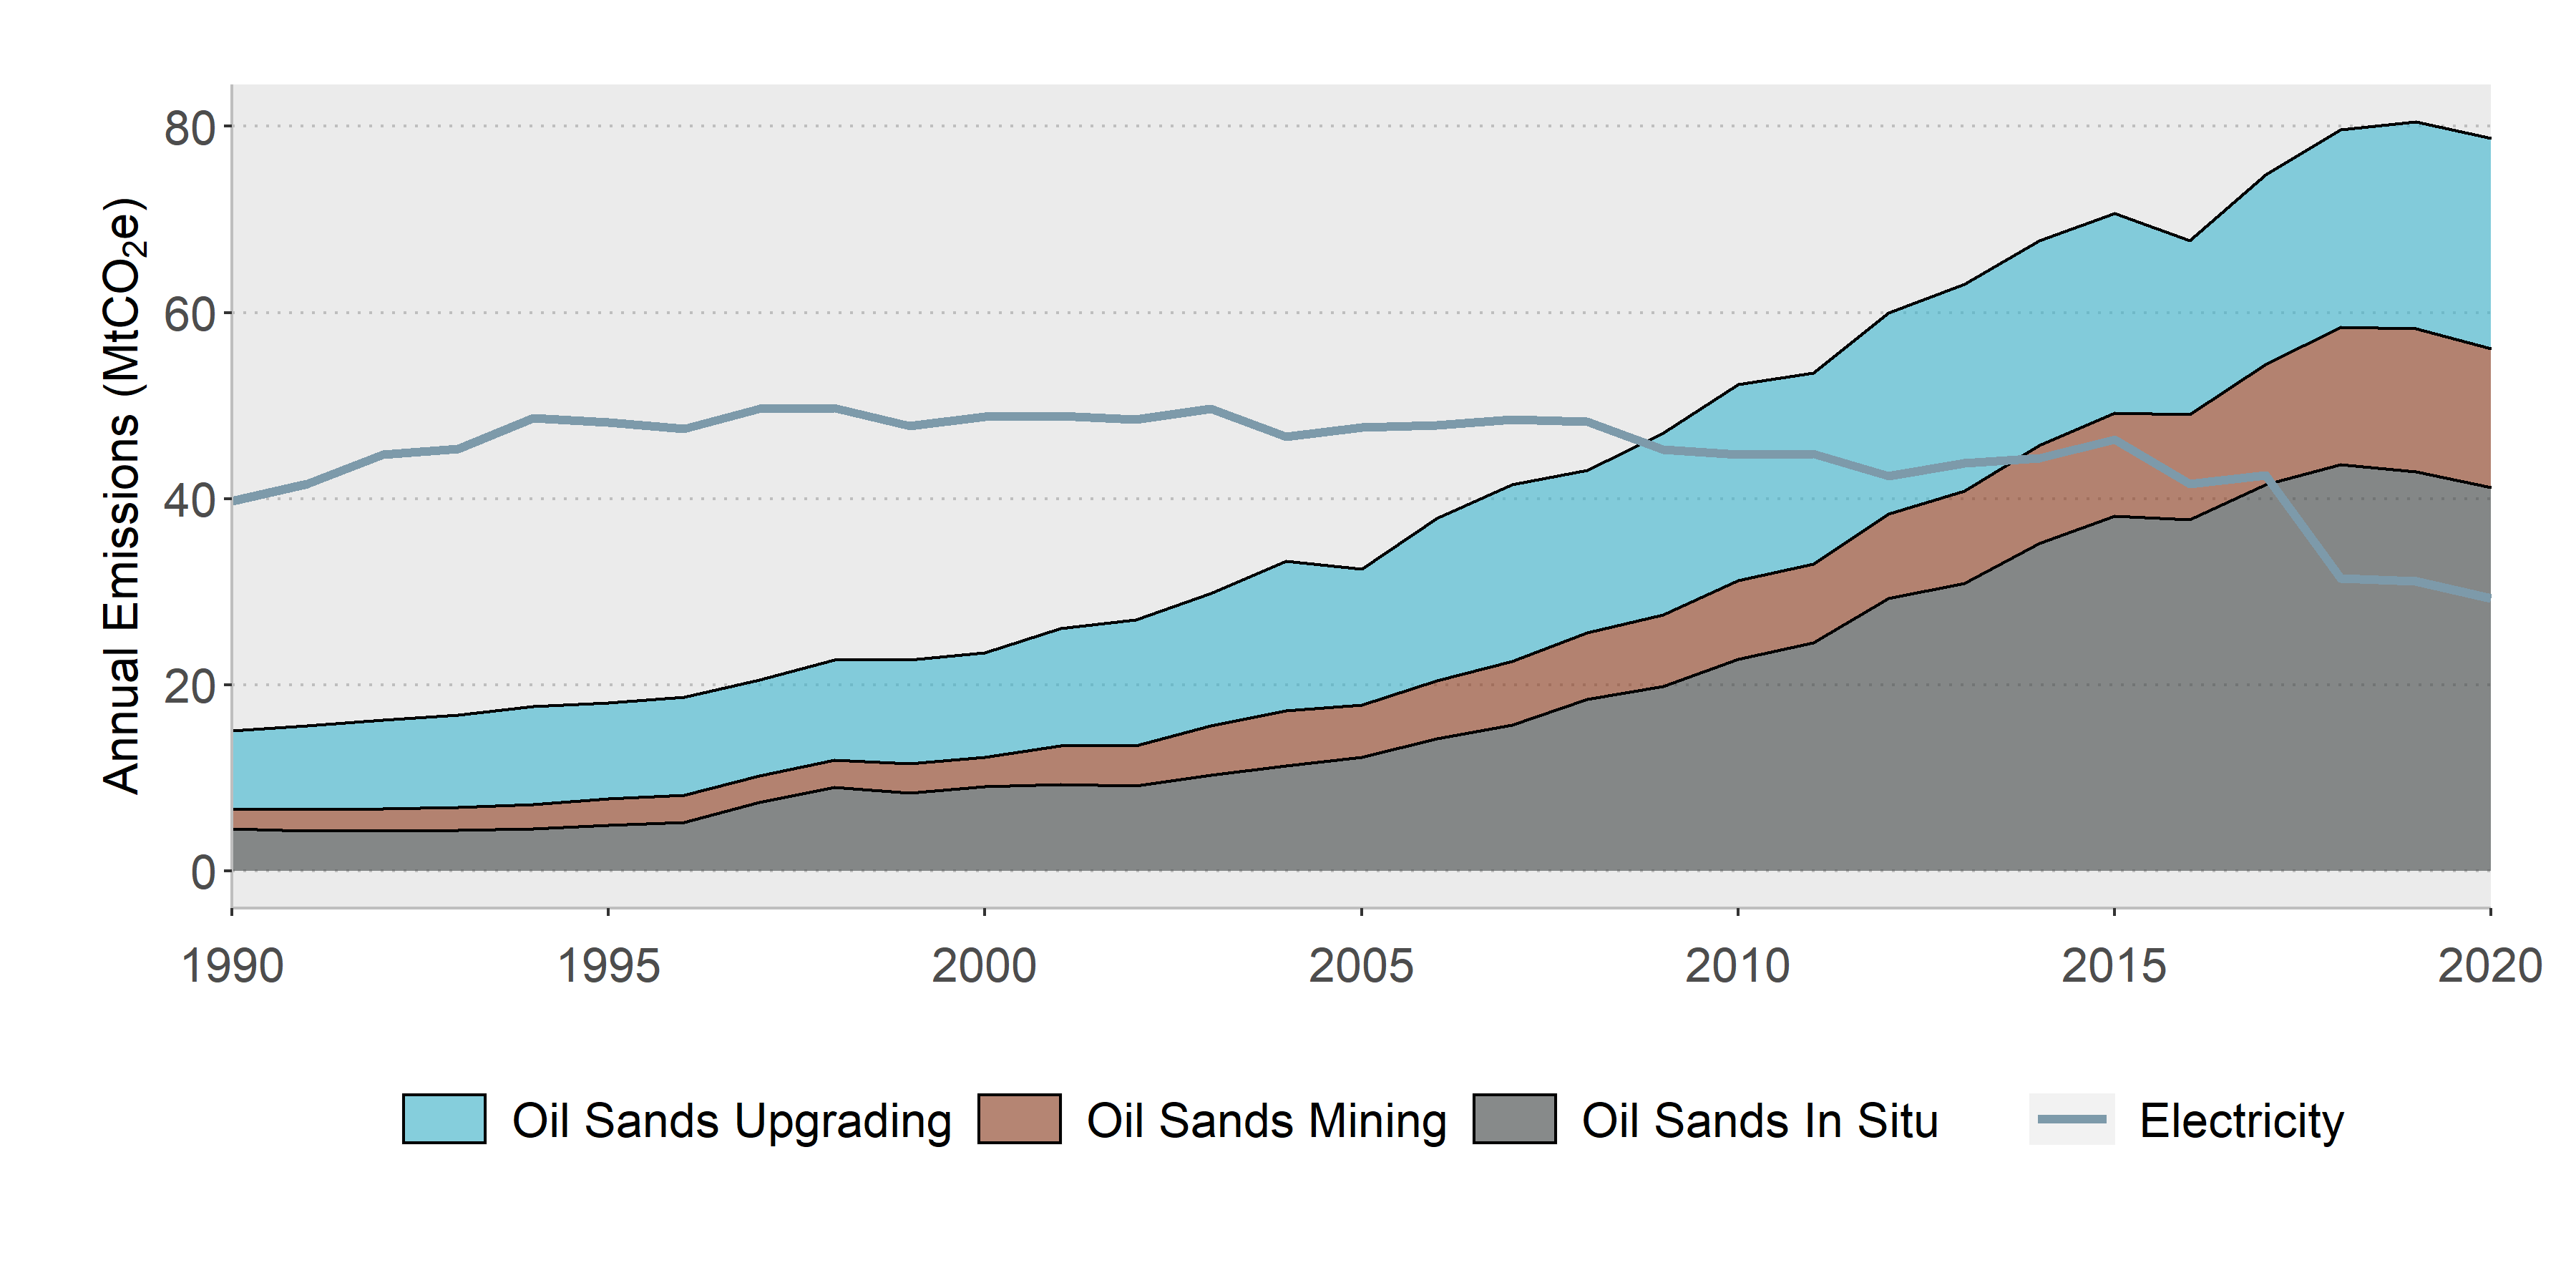 Annual Emissions (MtCO₂e)
80
60
40
20
0
1990 1995 2000 2005 2010 2015 2020
Oil Sands Upgrading Oil Sands Mining Oil Sands In Situ Electricity